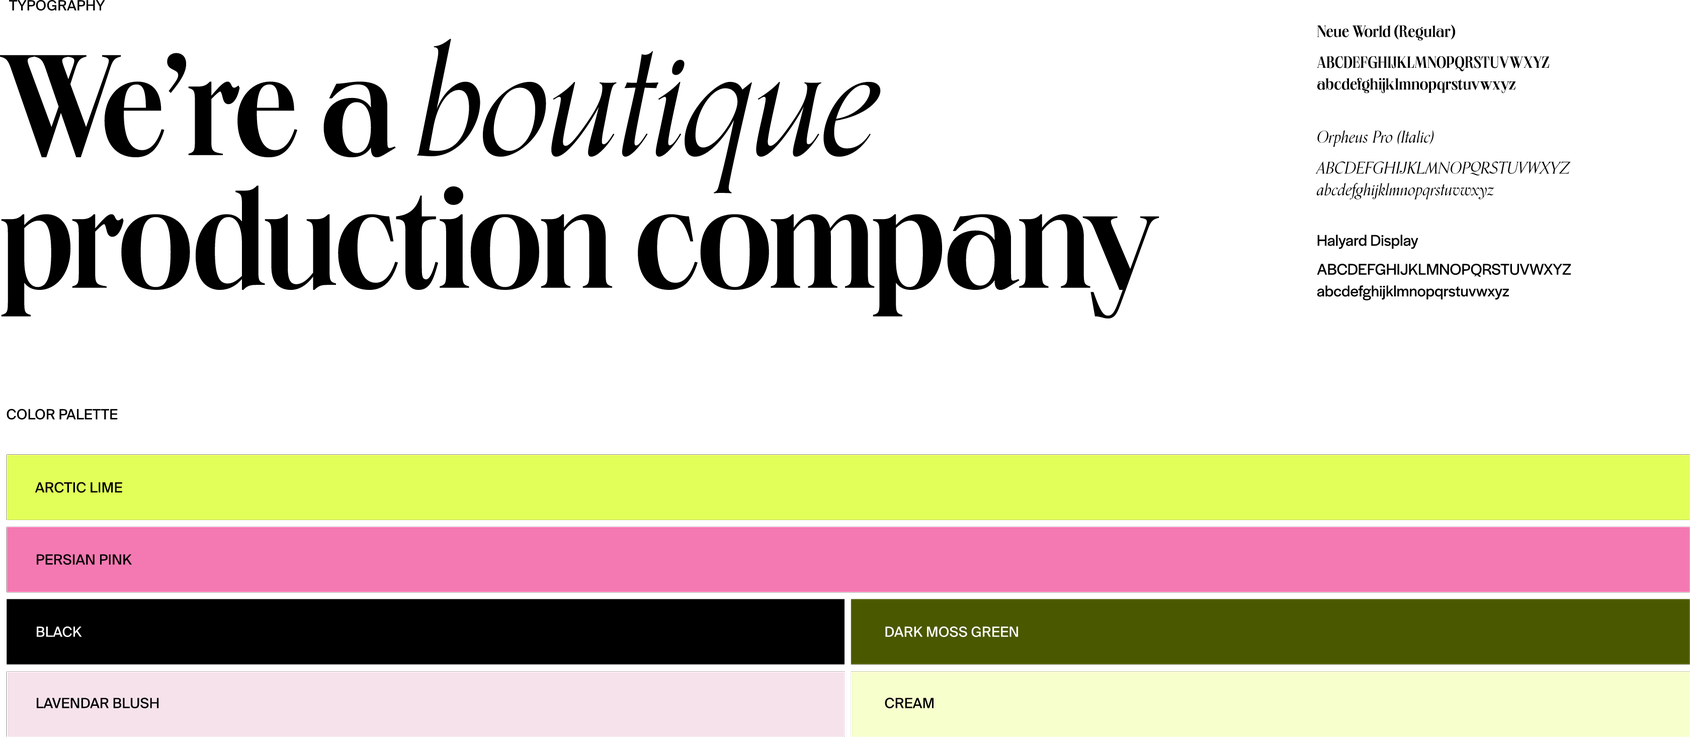 TYPOGRAPHY
We’re a boutique
production company
Neue World (Regular)
ABCDEFGHIJKLMNOPQRSTUVWXYZ
abcdefghijklmnopqrstuvwxyz
Orpheus Pro (Italic)
ABCDEFGHIJKLMNOPQRSTUVWXYZ
abcdefghijklmnopqrstuvwxyz
Halyard Display
ABCDEFGHIJKLMNOPQRSTUVWXYZ
abcdefghijklmnopqrstuvwxyz
COLOR PALETTE
ARCTIC LIME
PERSIAN PINK
BLACK
DARK MOSS GREEN
LAVENDAR BLUSH
CREAM